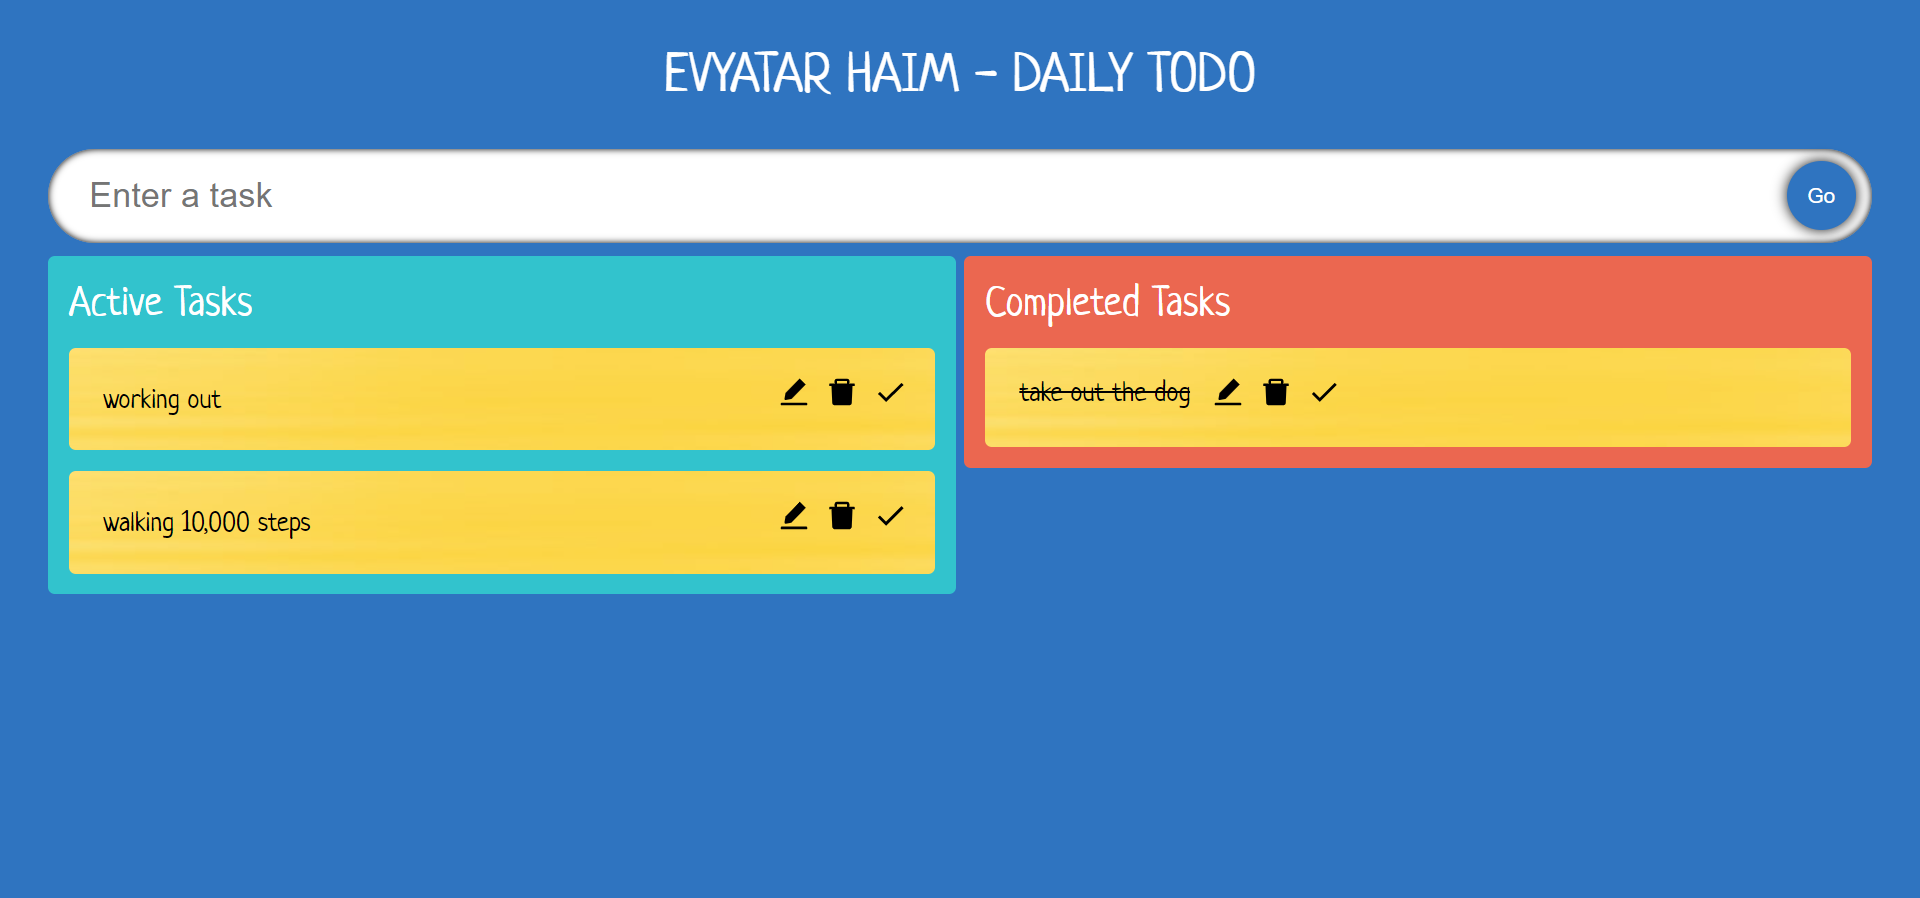 EVYATAR HAIM - DAILY TODO
Enter a task
Go
Active Tasks
working out
walking 10,000 steps
Completed Tasks
take out the dog